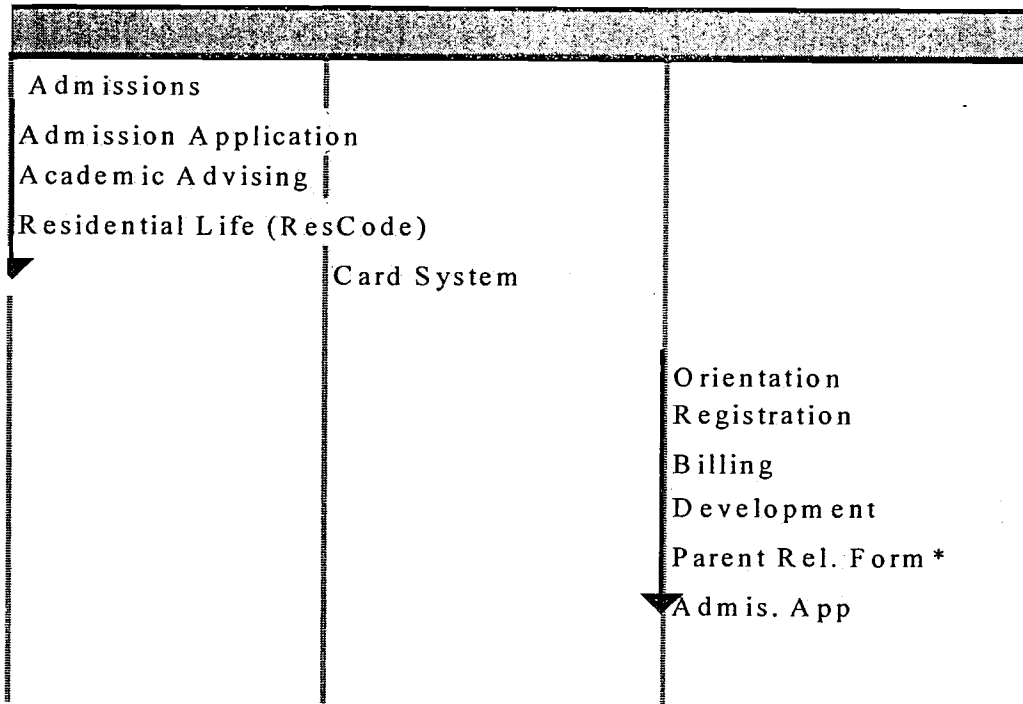 Admissions
Admission Application
Academic Advising
Residential Life (ResCode)
Card System
Orientation
Registration
Billing
Development
Parent Rel. Form*
Admis. App